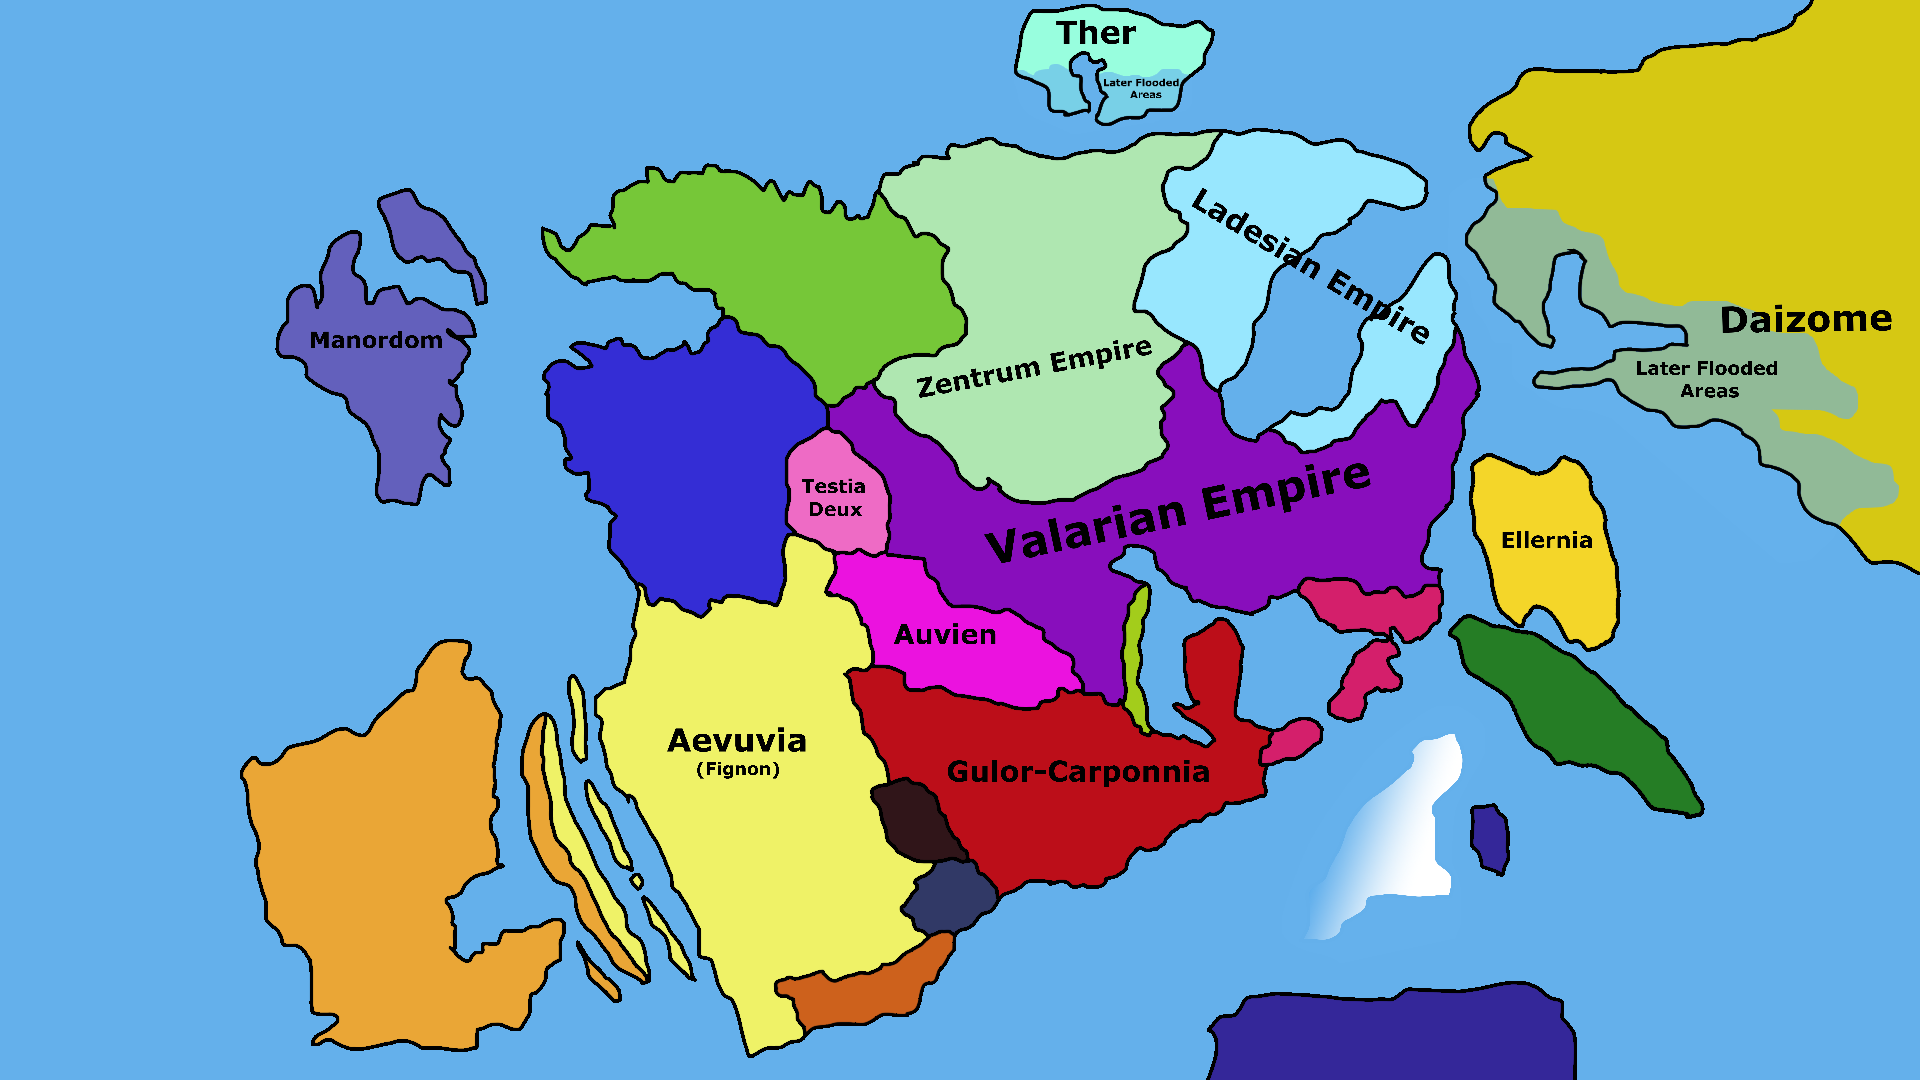 Ther
Later Flooded
Areas
Ladesian Empire
Manordom
Daizome
Zentrum Empire
Later Flooded
Areas
Testia
Deux
Valarian Empire
Ellernia
Auvien
Aevuvia
(Fignon)
Gulor-Carponnia